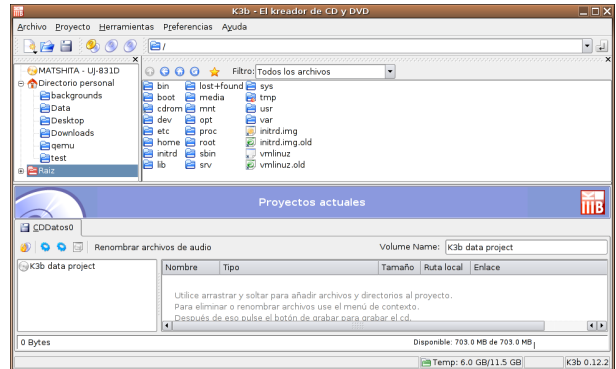 K3b - El kreador de CD y DVD
Archivo Proyecto Herramientas Preferencias Ayuda
/
MATSHITA - UJ-831D
Directorio personal
backgrounds
Data
Desktop
Downloads
qemu
test
Raiz
Filtro: Todos los archivos
bin lost+found sys
boot media tmp
cdrom mnt usr
dev opt var
etc proc initrd.img
home root initrd.img.old
initrd sbin vmlinuz
lib srv vmlinuz.old
Proyectos actuales
CDDatos0
Renombrar archivos de audio Volume Name: K3b data project
K3b data project
Nombre Tipo Tamaño Ruta local Enlace
Utilice arrastrar y soltar para añadir archivos y directorios al proyecto.
Para eliminar o renombrar archivos use el menú de contexto.
Después de eso pulse el botón de grabar para grabar el cd.
0 Bytes Disponible: 703.0 MB de 703.0 MB
Temp: 6.0 GB/11.5 GB K3b 0.12.2